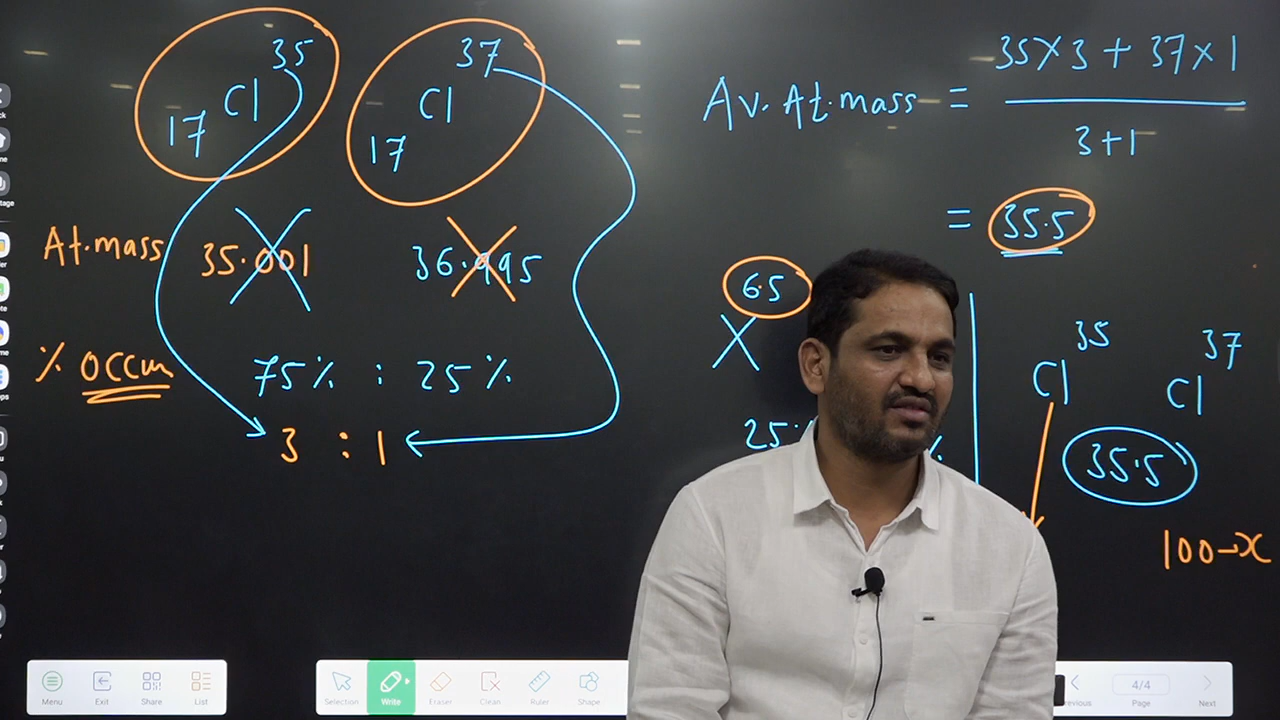 35
Cl
17
37
Cl
17
Av. At. mass = 35 × 3 + 37 × 1
3 + 1
= 35.5
At. mass 35.001 36.995
% Occun 75% : 25%
3 : 1
6.5
X
25
%
35
Cl
37
Cl
35.5
100-x
Menu
Exit
Share
List
Selection
Write
Eraser
Clean
Ruler
Shape
4/4
Page
Next